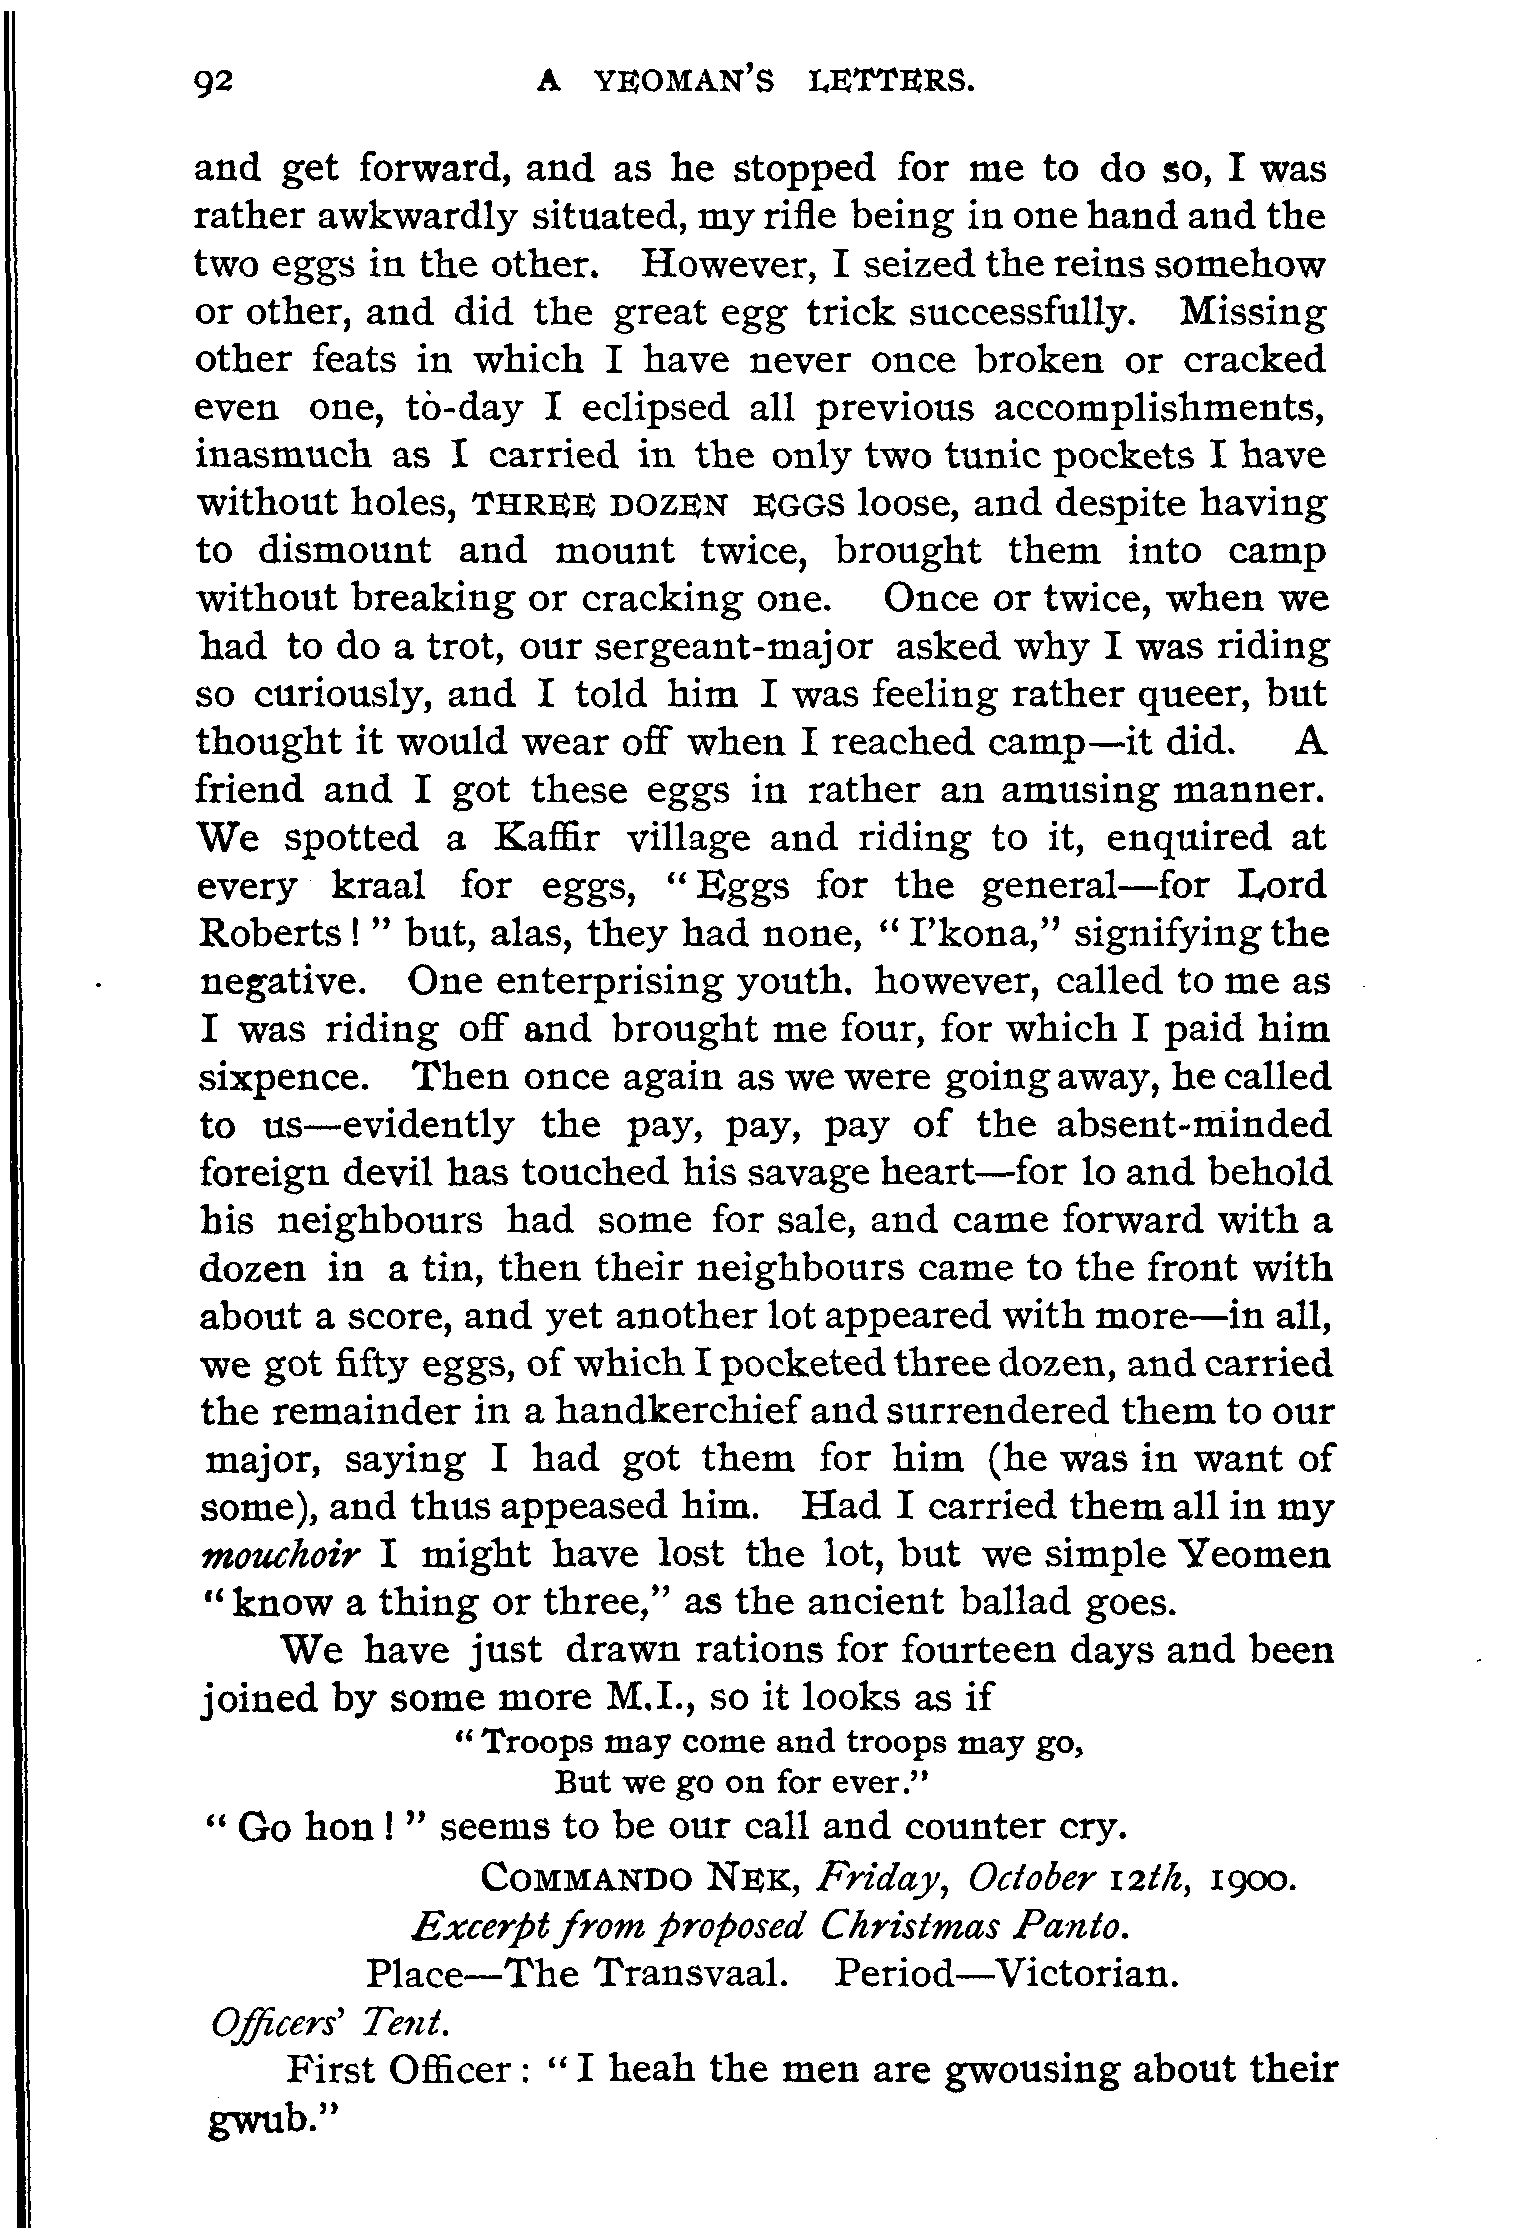 92 A YEOMAN'S LETTERS.
and get forward, and as he stopped for me to do so, I was
rather awkwardly situated, my rifle being in one hand and the
two eggs in the other. However, I seized the reins somehow
or other, and did the great egg trick successfully. Missing
other feats in which I have never once broken or cracked
even one, to-day I eclipsed all previous accomplishments,
inasmuch as I carried in the only two tunic pockets I have
without holes, THREE DOZEN EGGS loose, and despite having
to dismount and mount twice, brought them into camp
without breaking or cracking one. Once or twice, when we
had to do a trot, our sergeant-major asked why I was riding
so curiously, and I told him I was feeling rather queer, but
thought it would wear off when I reached camp—it did. A
friend and I got these eggs in rather an amusing manner.
We spotted a Kaffir village and riding to it, enquired at
every kraal for eggs, "Eggs for the general—for Lord
Roberts!" but, alas, they had none, "I'kona," signifying the
negative. One enterprising youth. however, called to me as
I was riding off and brought me four, for which I paid him
sixpence. Then once again as we were going away, he called
to us—evidently the pay, pay, pay of the absent-minded
foreign devil has touched his savage heart—for lo and behold
his neighbours had some for sale, and came forward with a
dozen in a tin, then their neighbours came to the front with
about a score, and yet another lot appeared with more—in all,
we got fifty eggs, of which I pocketed three dozen, and carried
the remainder in a handkerchief and surrendered them to our
major, saying I had got them for him (he was in want of
some), and thus appeased him. Had I carried them all in my
mouchoir I might have lost the lot, but we simple Yeomen
"know a thing or three," as the ancient ballad goes.
We have just drawn rations for fourteen days and been
joined by some more M.I., so it looks as if
"Troops may come and troops may go,
But we go on for ever."
"Go hon!" seems to be our call and counter cry.
COMMANDO NEK, Friday, October 12th, 1900.
Excerpt from proposed Christmas Panto.
Place—The Transvaal. Period—Victorian.
Officers' Tent.
First Officer: "I heah the men are gwousing about their
gwub."